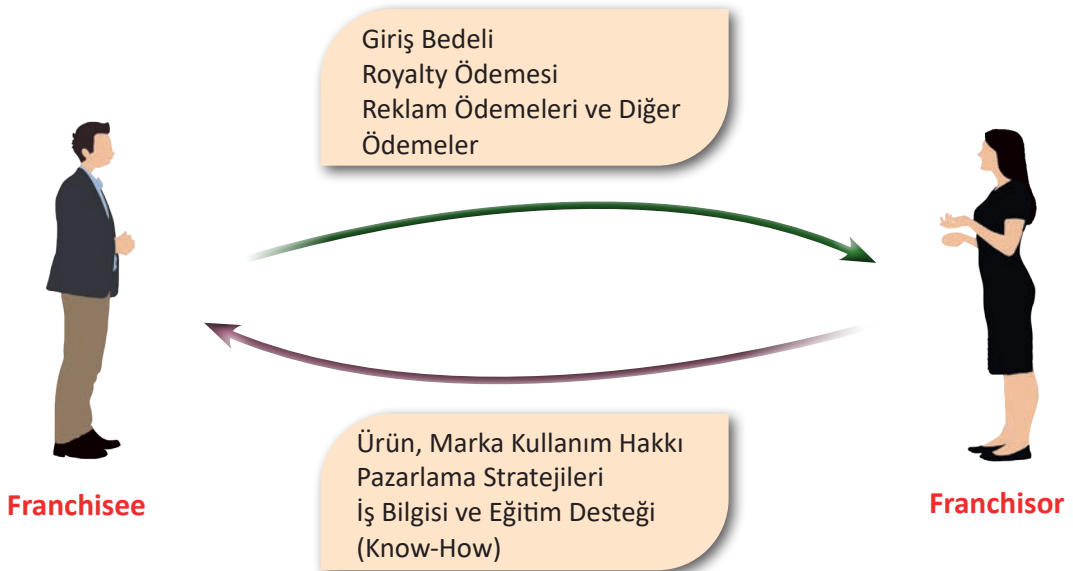 Giriş Bedeli
Royalty Ödemesi
Reklam Ödemeleri ve Diğer
Ödemeler
Franchisee
Franchisor
Ürün, Marka Kullanım Hakkı
Pazarlama Stratejileri
İş Bilgisi ve Eğitim Desteği
(Know-How)